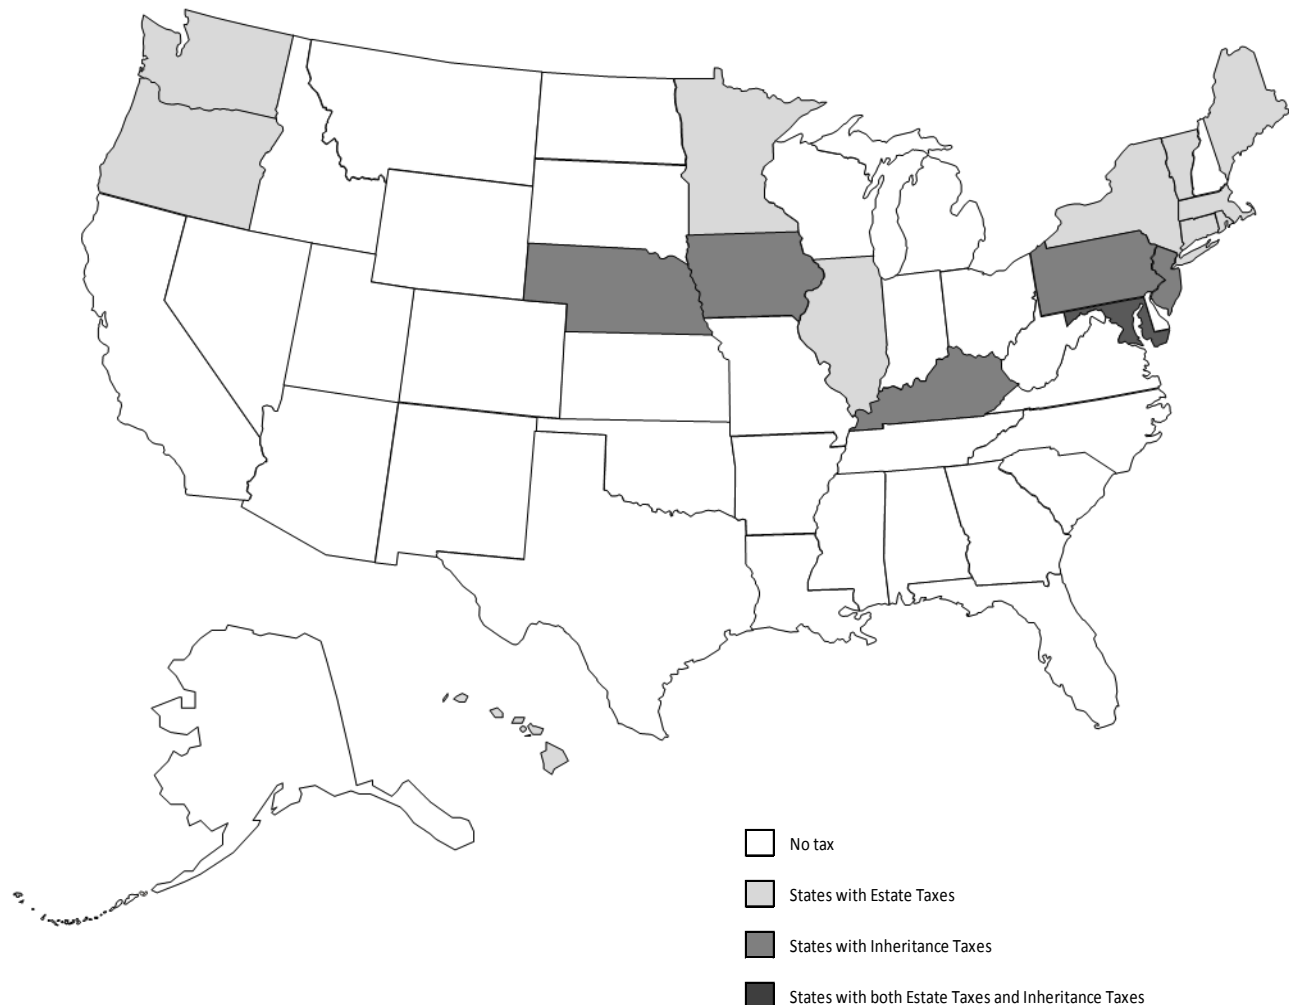 No tax
States with Estate Taxes
States with Inheritance Taxes
States with both Estate Taxes and Inheritance Taxes